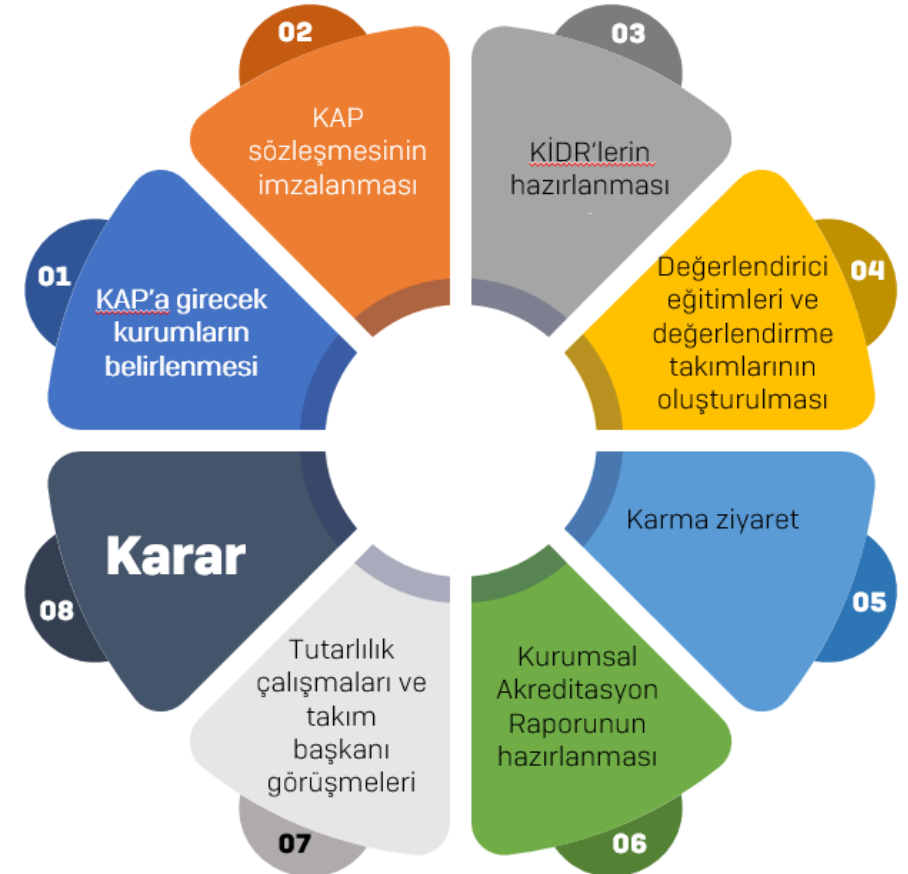 01
KAP'a girecek
kurumların
belirlenmesi
02
KAP
sözleşmesinin
imzalanması
03
KİDR'lerin
hazırlanması
04
Değerlendirici
eğitimleri ve
değerlendirme
takımlarının
oluşturulması
05
Karma ziyaret
06
Kurumsal
Akreditasyon
Raporunun
hazırlanması
07
Tutarlılık
çalışmaları ve
takım
başkanı
görüşmeleri
08
Karar